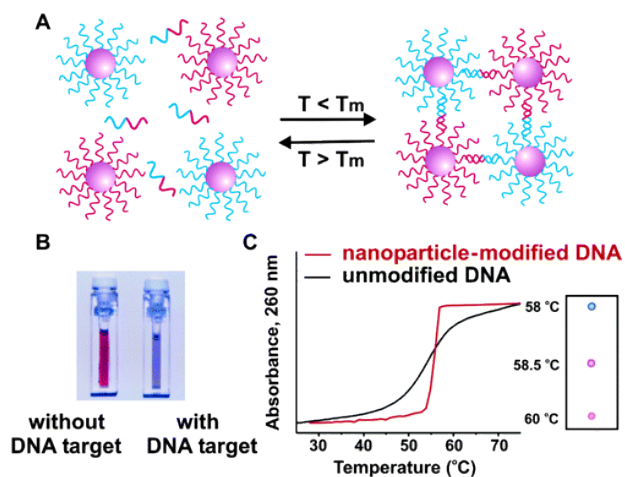 A
T < Tm
T > Tm
B
without
DNA target
with
DNA target
C
nanoparticle-modified DNA
unmodified DNA
Absorbance, 260 nm
30 40 50 60 70
Temperature (°C)
58 °C
58.5 °C
60 °C